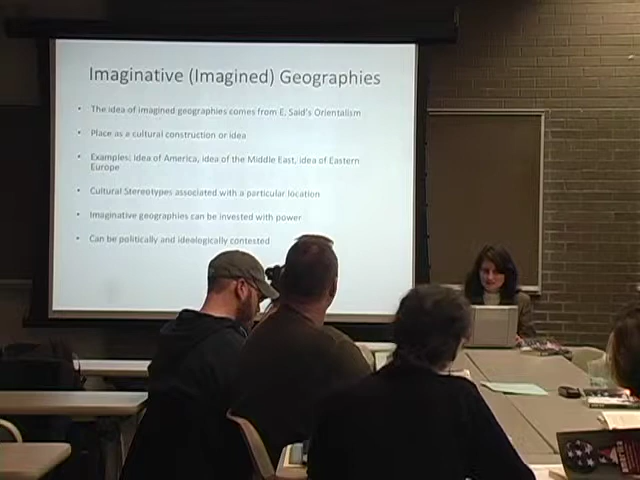 Imaginative (Imagined) Geographies
• The idea of imagined geographies comes from E. Said's Orientalism
• Place as a cultural construction or idea
• Examples: idea of America, idea of the Middle East, idea of Eastern
Europe
• Cultural Stereotypes associated with a particular location
• Imaginative geographies can be invested with power
• Can be politically and ideologically contested